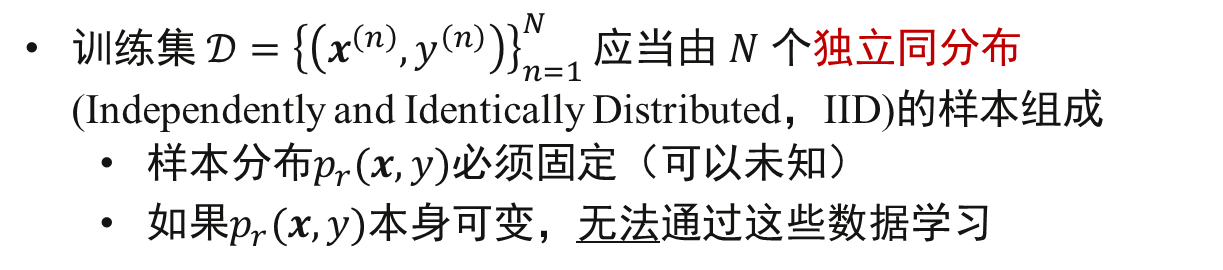 • 训练集 𝒟 = {(𝒙⁽ⁿ⁾, y⁽ⁿ⁾)}ₙ₌₁ᴺ 应当由 N 个独立同分布
(Independently and Identically Distributed，IID)的样本组成
• 样本分布pᵣ(𝒙, y)必须固定（可以未知）
• 如果pᵣ(𝒙, y)本身可变，无法通过这些数据学习